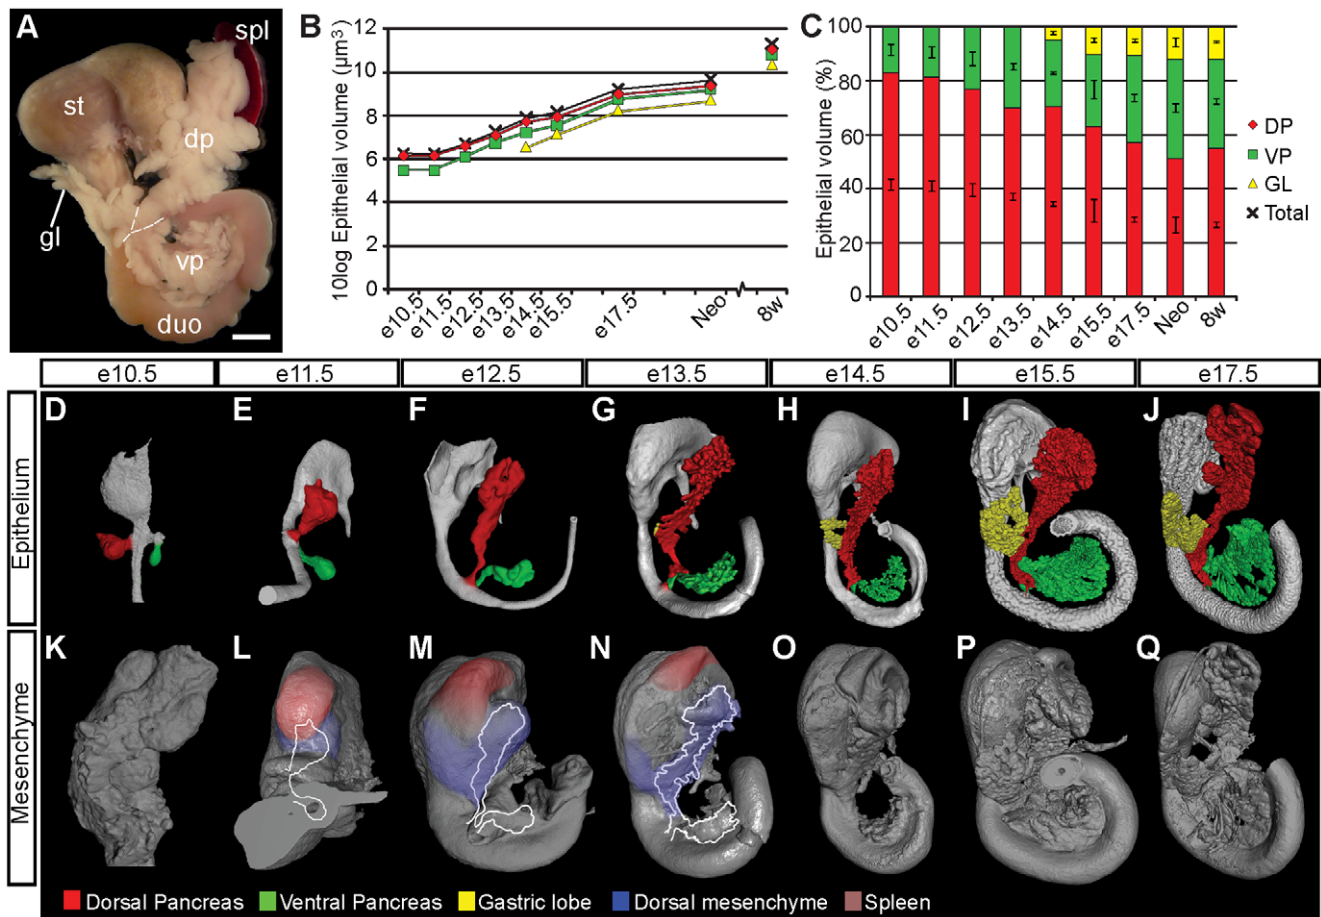 A
spl
st
dp
gl
vp
duo
B
10log Epithelial volume (μm3)
12
10
8
6
4
2
0
e10.5
e11.5
e12.5
e13.5
e14.5
e15.5
e17.5
Neo
8w
C
Epithelial volume (%)
100
80
60
40
20
0
e10.5
e11.5
e12.5
e13.5
e14.5
e15.5
e17.5
Neo
8w
DP
VP
GL
Total
e10.5
e11.5
e12.5
e13.5
e14.5
e15.5
e17.5
Epithelium
D
E
F
G
H
I
J
Mesenchyme
K
L
M
N
O
P
Q
Dorsal Pancreas
Ventral Pancreas
Gastric lobe
Dorsal mesenchyme
Spleen